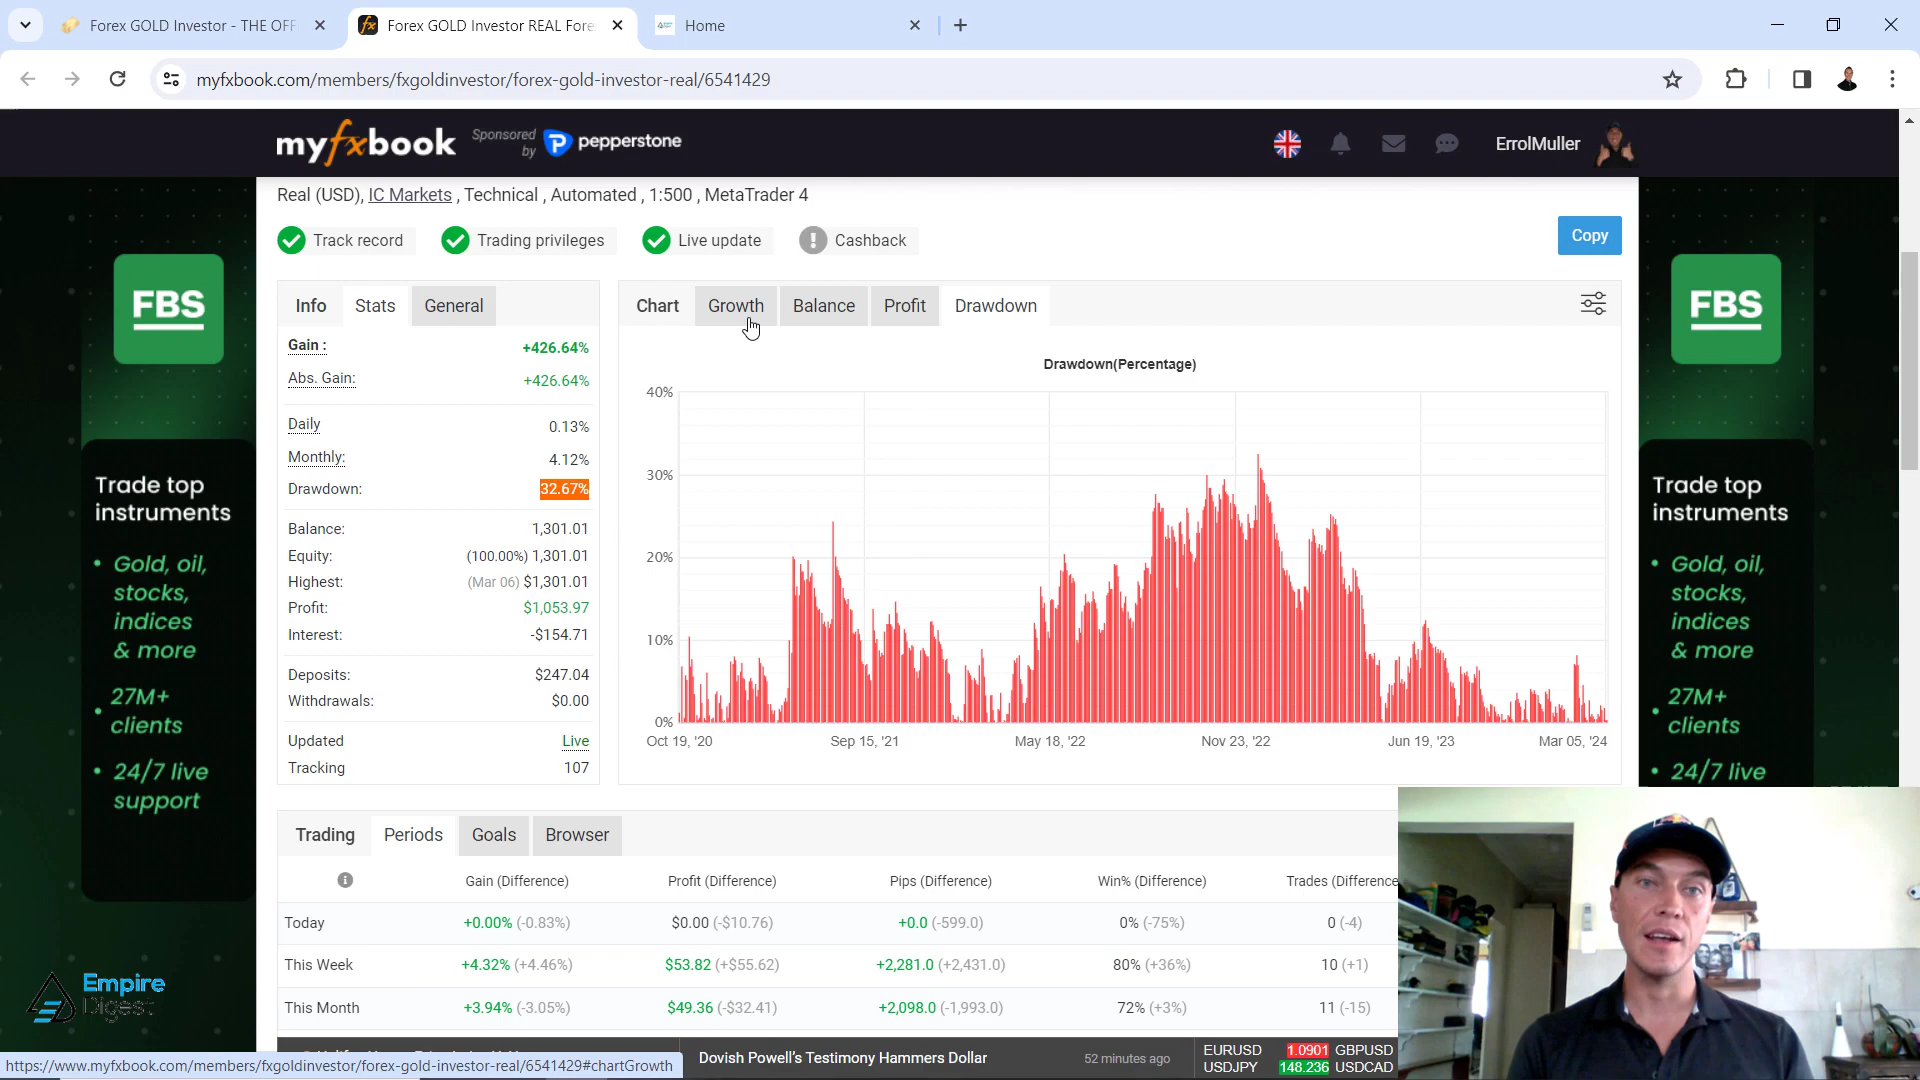 Forex GOLD Investor - THE OFF
Forex GOLD Investor REAL Fore
Home
myfxbook.com/members/fxgoldinvestor/forex-gold-investor-real/6541429
myfxbook
Sponsored by
pepperstone
ErrolMuller
Real (USD), IC Markets , Technical , Automated , 1:500 , MetaTrader 4
Track record
Trading privileges
Live update
Cashback
Copy
Info
Stats
General
Gain : +426.64%
Abs. Gain: +426.64%
Daily 0.13%
Monthly: 4.12%
Drawdown: 32.67%
Balance: 1,301.01
Equity: (100.00%) 1,301.01
Highest: (Mar 06) $1,301.01
Profit: $1,053.97
Interest: -$154.71
Deposits: $247.04
Withdrawals: $0.00
Updated Live
Tracking 107
Chart
Growth
Balance
Profit
Drawdown
Drawdown(Percentage)
40%
30%
20%
10%
0%
Oct 19, '20
Sep 15, '21
May 18, '22
Nov 23, '22
Jun 19, '23
Mar 05, '24
FBS
Trade top
instruments
• Gold, oil,
stocks,
indices
& more
• 27M+
clients
• 24/7 live
support
FBS
Trade top
instruments
• Gold, oil,
stocks,
indices
& more
• 27M+
clients
• 24/7 live
Trading
Periods
Goals
Browser
Gain (Difference) Profit (Difference) Pips (Difference) Win% (Difference) Trades (Difference
Today +0.00% (-0.83%) $0.00 (-$10.76) +0.0 (-599.0) 0% (-75%) 0 (-4)
This Week +4.32% (+4.46%) $53.82 (+$55.62) +2,281.0 (+2,431.0) 80% (+36%) 10 (+1)
This Month +3.94% (-3.05%) $49.36 (-$32.41) +2,098.0 (-1,993.0) 72% (+3%) 11 (-15)
Empire
Digest
Dovish Powell's Testimony Hammers Dollar
52 minutes ago
EURUSD 1.0901 GBPUSD
USDJPY 148.236 USDCAD
https://www.myfxbook.com/members/fxgoldinvestor/forex-gold-investor-real/6541429#chartGrowth